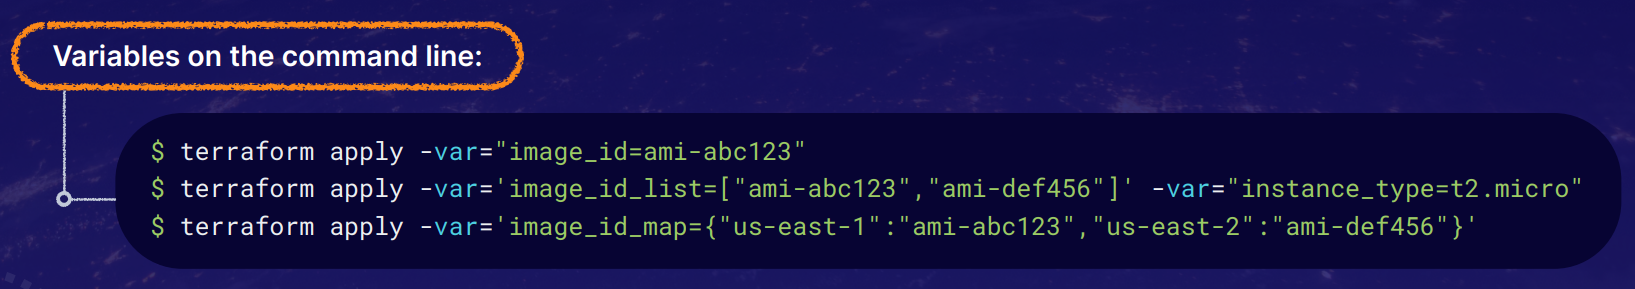 Variables on the command line:
$ terraform apply -var="image_id=ami-abc123"
$ terraform apply -var='image_id_list=["ami-abc123","ami-def456"]' -var="instance_type=t2.micro"
$ terraform apply -var='image_id_map={"us-east-1":"ami-abc123","us-east-2":"ami-def456"}'